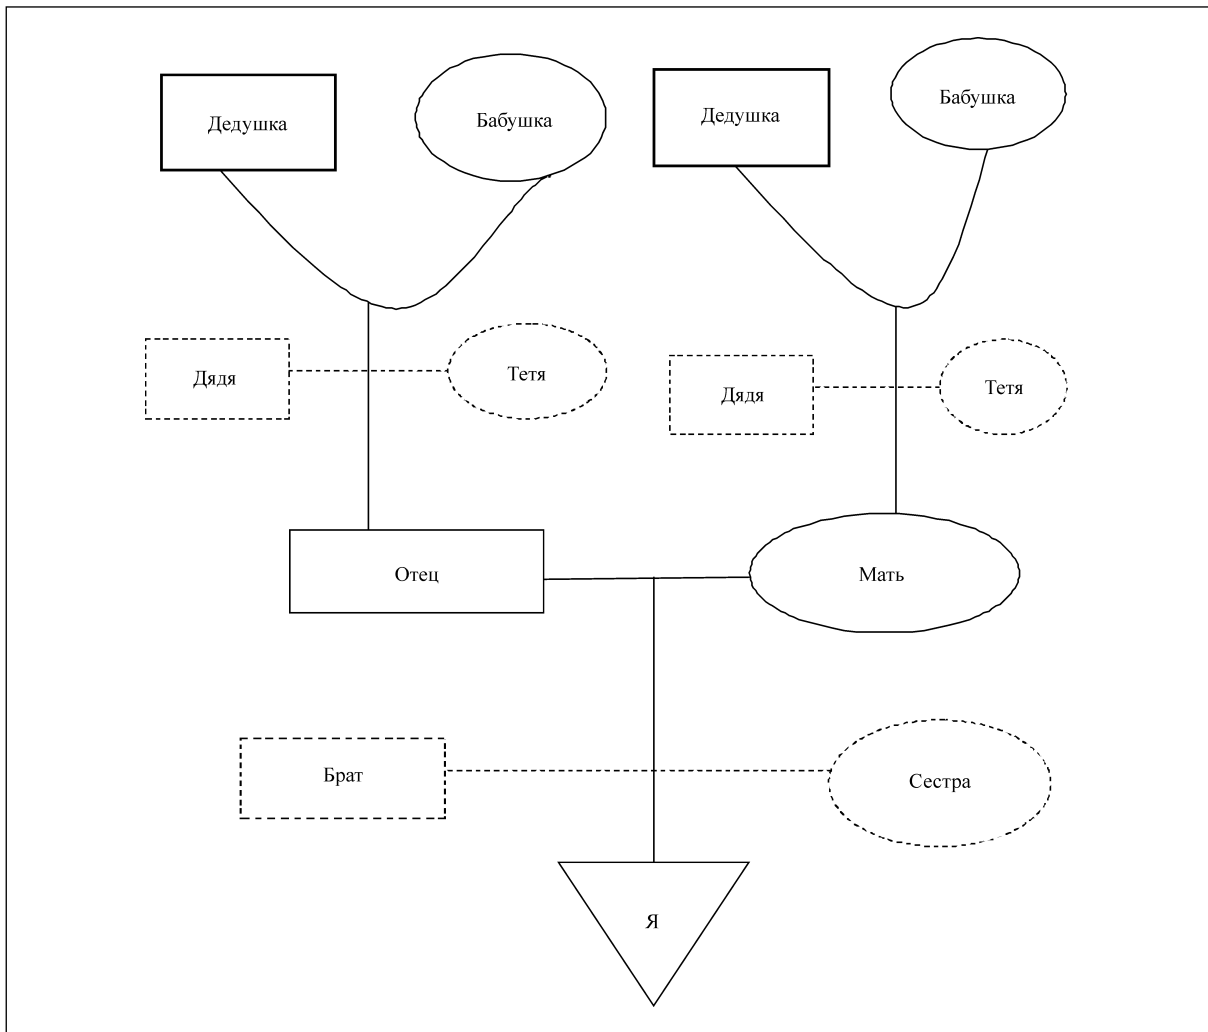 Дедушка
Бабушка
Дедушка
Бабушка
Дядя
Тетя
Дядя
Тетя
Отец
Мать
Брат
Сестра
Я